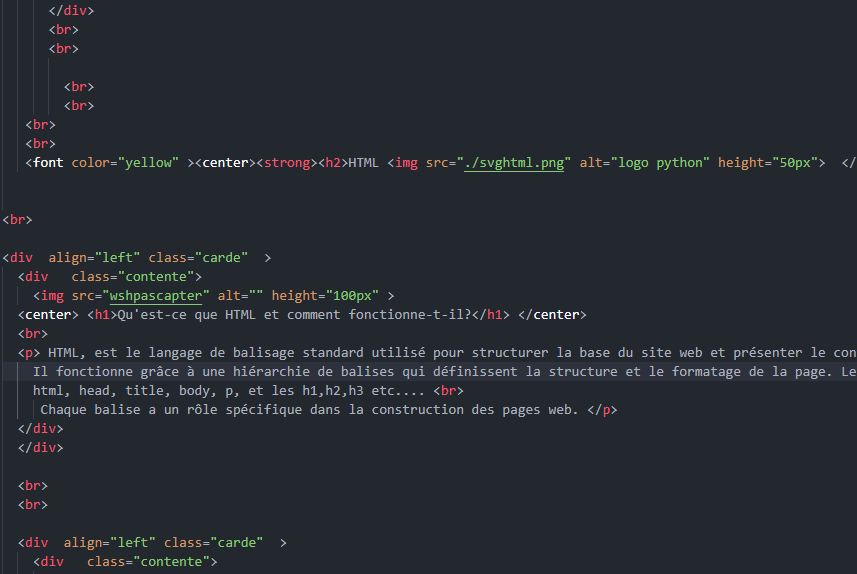 </div>
<br>
<br>
<br>
<br>
<br>
<br>
<font color="yellow" ><center><strong><h2>HTML <img src="./svghtml.png" alt="logo python" height="50px">  </
<br>
<div  align="left" class="carde"  >
<div   class="contente">
<img src="wshpascapter" alt="" height="100px" >
<center> <h1>Qu'est-ce que HTML et comment fonctionne-t-il?</h1> </center>
<br>
<p> HTML, est le langage de balisage standard utilisé pour structurer la base du site web et présenter le con
Il fonctionne grâce à une hiérarchie de balises qui définissent la structure et le formatage de la page. Le
html, head, title, body, p, et les h1,h2,h3 etc.... <br>
Chaque balise a un rôle spécifique dans la construction des pages web. </p>
</div>
</div>
<br>
<br>
<div  align="left" class="carde"  >
<div   class="contente">